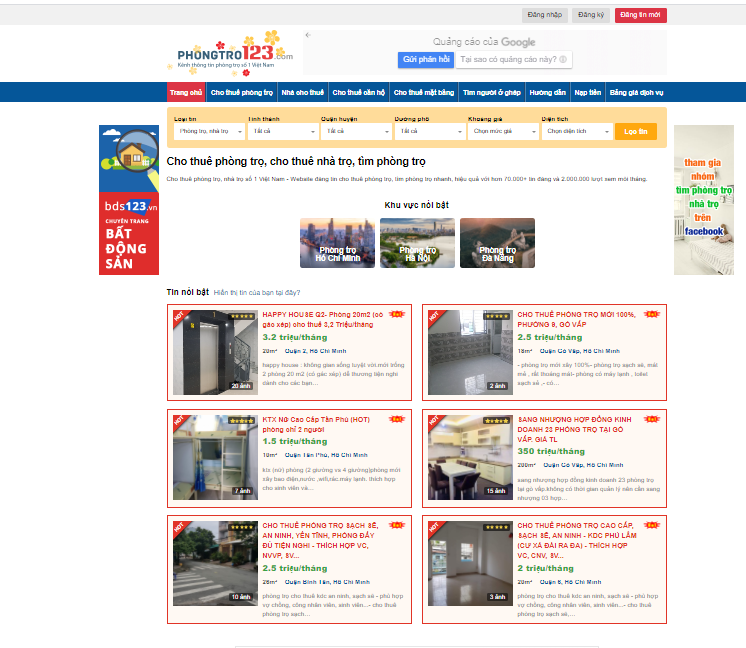 Đăng nhập
Đăng ký
Đăng tin mới
PHONGTRO123.com
Kênh thông tin phòng trọ số 1 Việt Nam
Quảng cáo của Google
Gửi phản hồi
Tại sao có quảng cáo này?
Trang chủ
Cho thuê phòng trọ
Nhà cho thuê
Cho thuê căn hộ
Cho thuê mặt bằng
Tìm người ở ghép
Hướng dẫn
Nạp tiền
Bảng giá dịch vụ
Loại tin
Tỉnh thành
Quận huyện
Đường phố
Khoảng giá
Diện tích
Phòng trọ, nhà trọ
Tất cả
Tất cả
Tất cả
Chọn mức giá
Chọn diện tích
Lọc tin
bds123.vn
CHUYÊN TRANG
BẤT
ĐỘNG
SẢN
tham gia
nhóm
tìm phòng trọ
nhà trọ
trên
facebook
Cho thuê phòng trọ, cho thuê nhà trọ, tìm phòng trọ
Cho thuê phòng trọ, nhà trọ số 1 Việt Nam - Website đăng tin cho thuê phòng trọ, tìm phòng trọ nhanh, hiệu quả với hơn 70.000+ tin đăng và 2.000.000 lượt xem mỗi tháng.
Khu vực nổi bật
Phòng trọ
Hồ Chí Minh
Phòng trọ
Hà Nội
Phòng trọ
Đà Nẵng
Tin nổi bật Hiển thị tin của bạn tại đây?
HOT
20 ảnh
HAPPY HOUSE Q2- Phòng 20m2 (có
gác xép) cho thuê 3,2 Triệu/tháng
3.2 triệu/tháng
20m² Quận 2, Hồ Chí Minh
happy house : không gian sống tuyệt vời.mời trống
2 phòng 20 m2 (có gác xép) dễ thương tiện nghi
dành cho các bạn...
HOT
2 ảnh
CHO THUÊ PHÒNG TRỌ MỚI 100%,
PHƯỜNG 9, GÒ VẤP
2.5 triệu/tháng
18m² Quận Gò Vấp, Hồ Chí Minh
- phòng trọ mới xây 100%- phòng trọ sạch sẽ, mát
mẻ , rất thoáng mát- phòng có máy lạnh , toilet
sạch sẽ ,- có...
HOT
7 ảnh
KTX NG Cao Cấp Tân Phú (HOT)
phòng chỉ 2 người
1.5 triệu/tháng
10m² Quận Tân Phú, Hồ Chí Minh
ktx (nữ) phòng (2 giường và 4 giường)phòng mới
xây bao điện,nước ,wifi,rác,máy lạnh. thích hợp
cho sinh viên và...
HOT
15 ảnh
SANG NHƯỢNG HỢP ĐỒNG KINH
DOANH 23 PHÒNG TRỌ TẠI GÒ
VẤP. GIÁ TL
350 triệu/tháng
280m² Quận Gò Vấp, Hồ Chí Minh
sang nhượng hợp đồng kinh doanh 23 phòng trọ
tại gò vấp.không có thời gian quản lý nên cần sang
nhượng 03 hợp...
HOT
10 ảnh
CHO THUÊ PHÒNG TRỌ SẠCH SẼ,
AN NINH, YÊN TĨNH, PHÒNG ĐẦY
ĐỦ TIỆN NGHI - THÍCH HỢP VC,
NVVP, SV...
2.5 triệu/tháng
26m² Quận Bình Tân, Hồ Chí Minh
phòng trọ cho thuê kdc an ninh, sạch sẽ - phù hợp
vợ chồng, công nhân viên, sinh viên...- cho thuê
phòng trọ sạch...
HOT
3 ảnh
CHO THUÊ PHÒNG TRỌ CAO CẤP,
SẠCH SẼ, AN NINH - KDC PHÚ LÂM
(CƯ XÁ ĐÀI RA ĐA) - THÍCH HỢP
VC, CNV, SV...
2 triệu/tháng
20m² Quận 6, Hồ Chí Minh
phòng trọ cho thuê kdc an ninh, sạch sẽ - phù hợp
vợ chồng, công nhân viên, sinh viên...- cho thuê
phòng trọ sạch sẽ,...